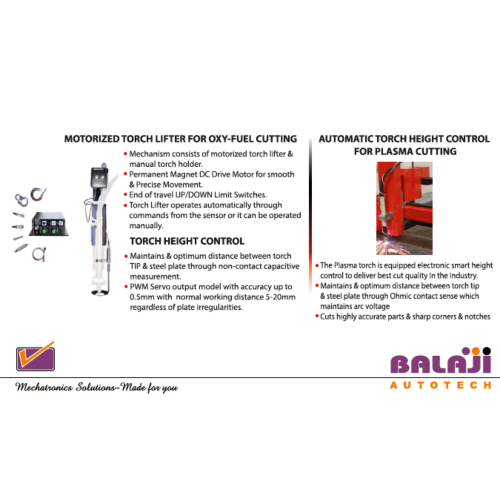 MOTORIZED TORCH LIFTER FOR OXY-FUEL CUTTING
• Mechanism consists of motorized torch lifter &
manual torch holder.
• Permanent Magnet DC Drive Motor for smooth
& Precise Movement.
• End of travel UP/DOWN Limit Switches.
• Torch Lifter operates automatically through
commands from the sensor or it can be operated
manually.
TORCH HEIGHT CONTROL
• Maintains & optimum distance between torch
TIP & steel plate through non-contact capacitive
measurement.
• PWM Servo output model with accuracy up to
0.5mm with normal working distance 5-20mm
regardless of plate irregularities.
AUTOMATIC TORCH HEIGHT CONTROL
FOR PLASMA CUTTING
• The Plasma torch is equipped electronic smart height
control to deliver best cut quality in the industry.
• Maintains & optimum distance between torch tip
& steel plate through Ohmic contact sense which
maintains arc voltage
• Cuts highly accurate parts & sharp corners & notches
Mechatronics Solutions-Made for you
BALAJI
AUTOTECH